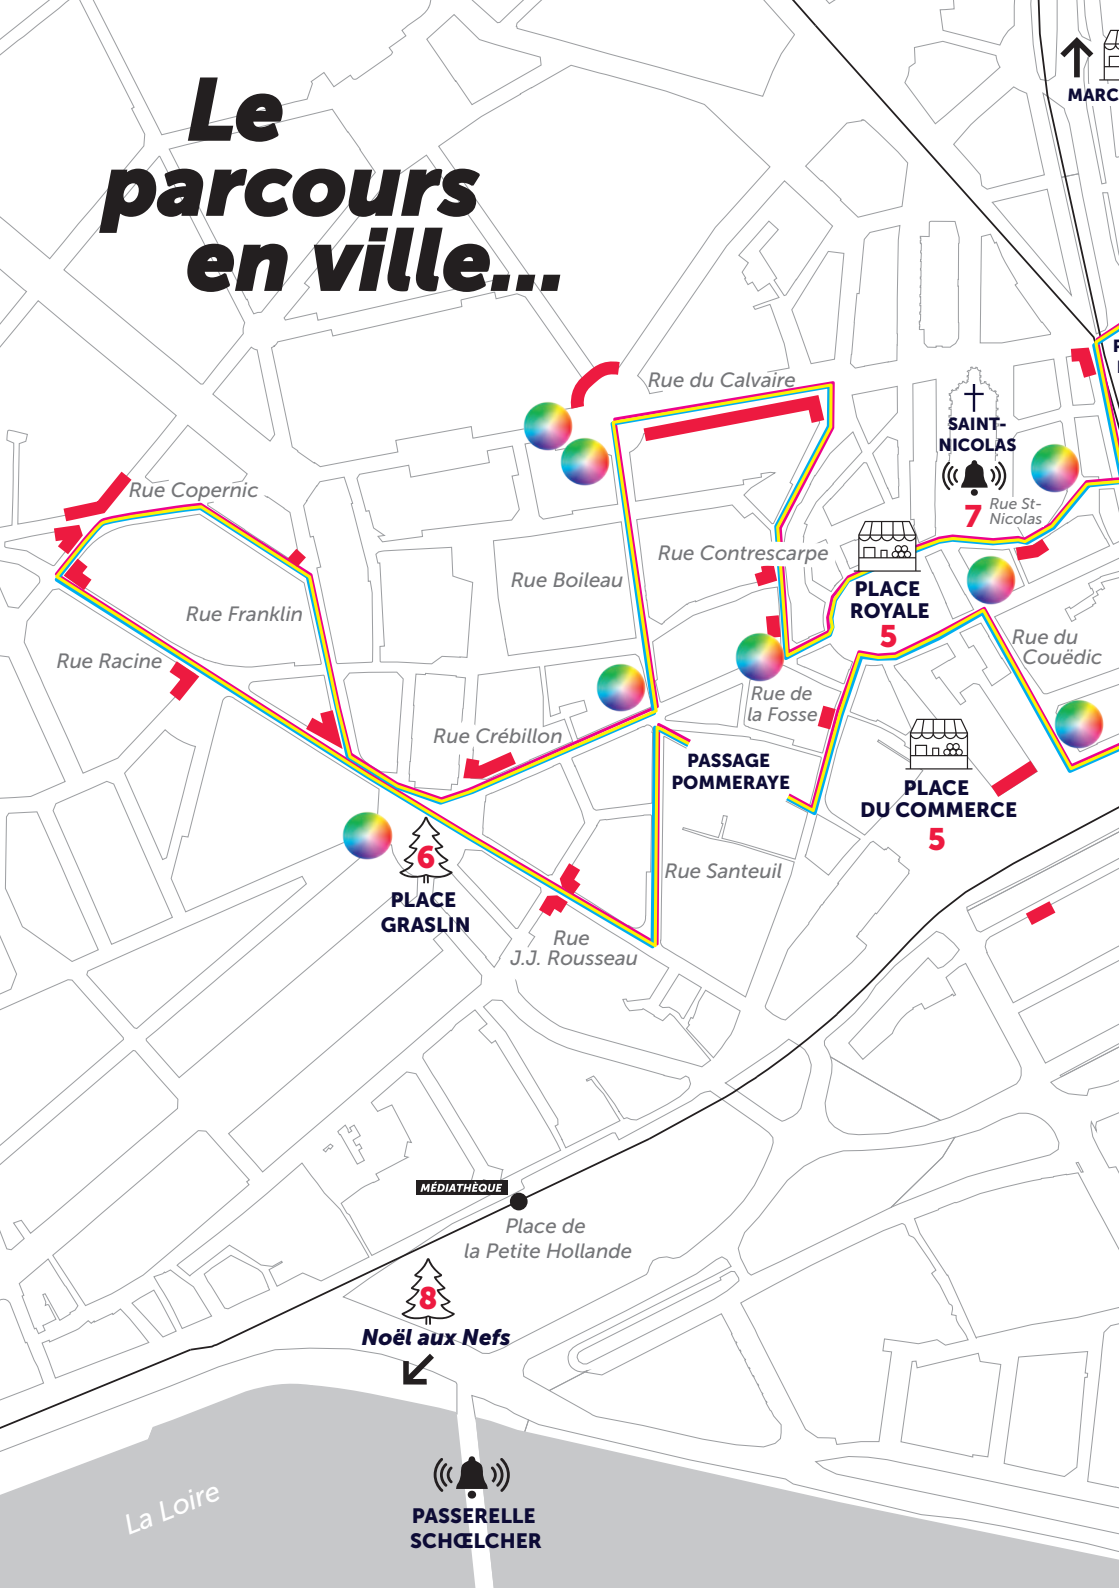 Le
parcours
en ville...
MARC
Rue du Calvaire
SAINT-
NICOLAS
7
Rue St-
Nicolas
Rue Copernic
Rue Contrescarpe
Rue Boileau
PLACE
ROYALE
5
Rue Franklin
Rue du
Couëdic
Rue Racine
Rue de
la Fosse
Rue Crébillon
PASSAGE
POMMERAYE
PLACE
DU COMMERCE
5
6
PLACE
GRASLIN
Rue Santeuil
Rue
J.J. Rousseau
MÉDIATHÈQUE
Place de
la Petite Hollande
8
Noël aux Nefs
La Loire
PASSERELLE
SCHŒLCHER